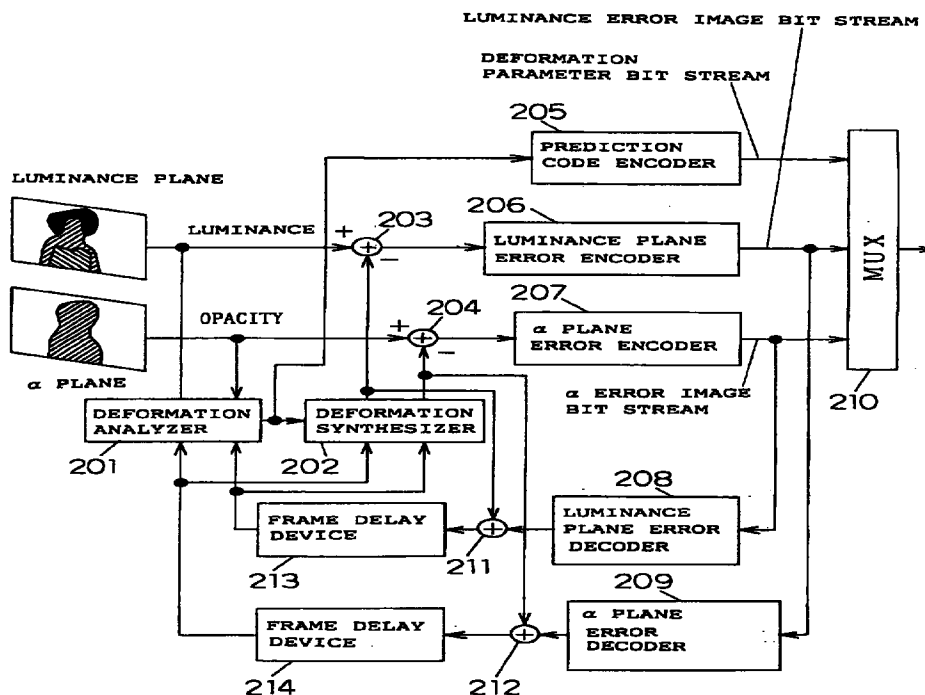 LUMINANCE ERROR IMAGE BIT STREAM
DEFORMATION
PARAMETER BIT STREAM
205
PREDICTION
CODE ENCODER
LUMINANCE PLANE
LUMINANCE
+
203
−
206
LUMINANCE PLANE
ERROR ENCODER
MUX
OPACITY
+
204
−
207
α PLANE
ERROR ENCODER
α PLANE
α ERROR IMAGE
BIT STREAM
210
DEFORMATION
ANALYZER
201
DEFORMATION
SYNTHESIZER
202
208
LUMINANCE
PLANE ERROR
DECODER
FRAME DELAY
DEVICE
213
211
209
α PLANE
ERROR
DECODER
FRAME DELAY
DEVICE
214
212